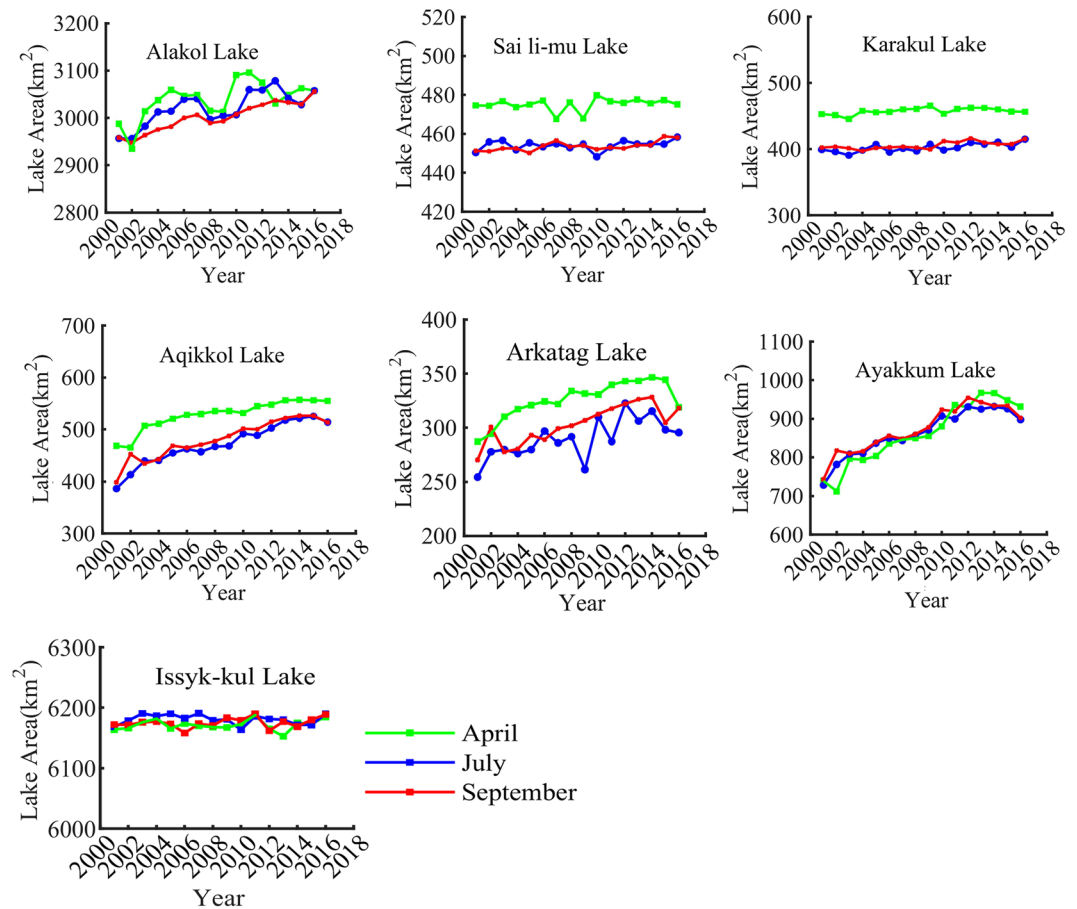 Alakol Lake
Lake Area(km²)
3200
3100
3000
2900
2800
2000 2002 2004 2006 2008 2010 2012 2014 2016 2018
Year
Sai li-mu Lake
Lake Area(km²)
520
500
480
460
440
420
2000 2002 2004 2006 2008 2010 2012 2014 2016 2018
Year
Karakul Lake
Lake Area(km²)
600
500
400
300
2000 2002 2004 2006 2008 2010 2012 2014 2016 2018
Year
Aqikkol Lake
Lake Area(km²)
700
600
500
400
300
2000 2002 2004 2006 2008 2010 2012 2014 2016 2018
Year
Arkatag Lake
Lake Area(km²)
400
350
300
250
200
2000 2002 2004 2006 2008 2010 2012 2014 2016 2018
Year
Ayakkum Lake
Lake Area(km²)
1100
1000
900
800
700
600
2000 2002 2004 2006 2008 2010 2012 2014 2016 2018
Year
Issyk-kul Lake
Lake Area(km²)
6300
6200
6100
6000
2000 2002 2004 2006 2008 2010 2012 2014 2016 2018
Year
April
July
September